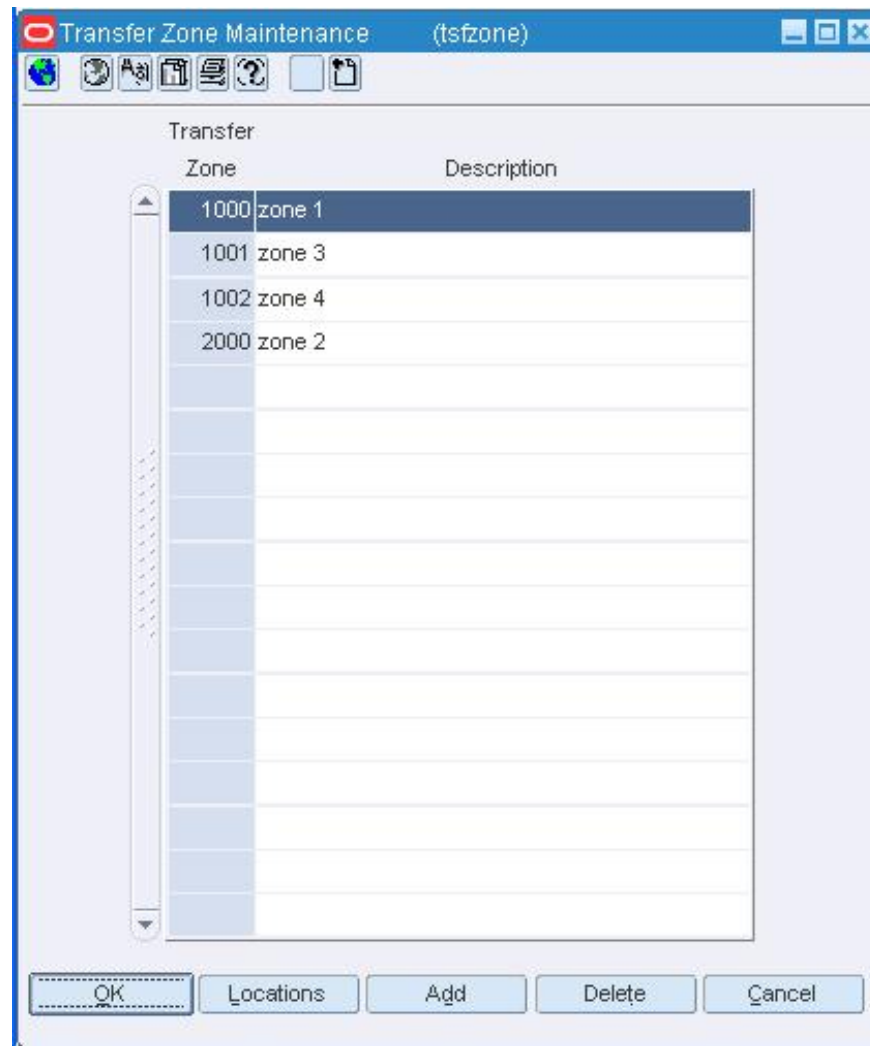 Transfer Zone Maintenance (tsfzone)
Transfer
Zone Description
1000 zone 1
1001 zone 3
1002 zone 4
2000 zone 2
OK Locations Add Delete Cancel